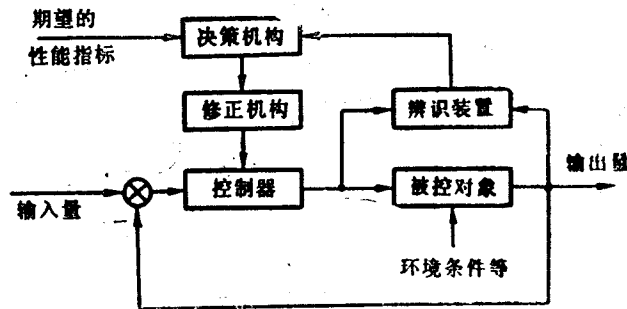 期望的
性能指标
决策机构
修正机构
辨识装置
控制器
被控对象
输入量
输出量
环境条件等